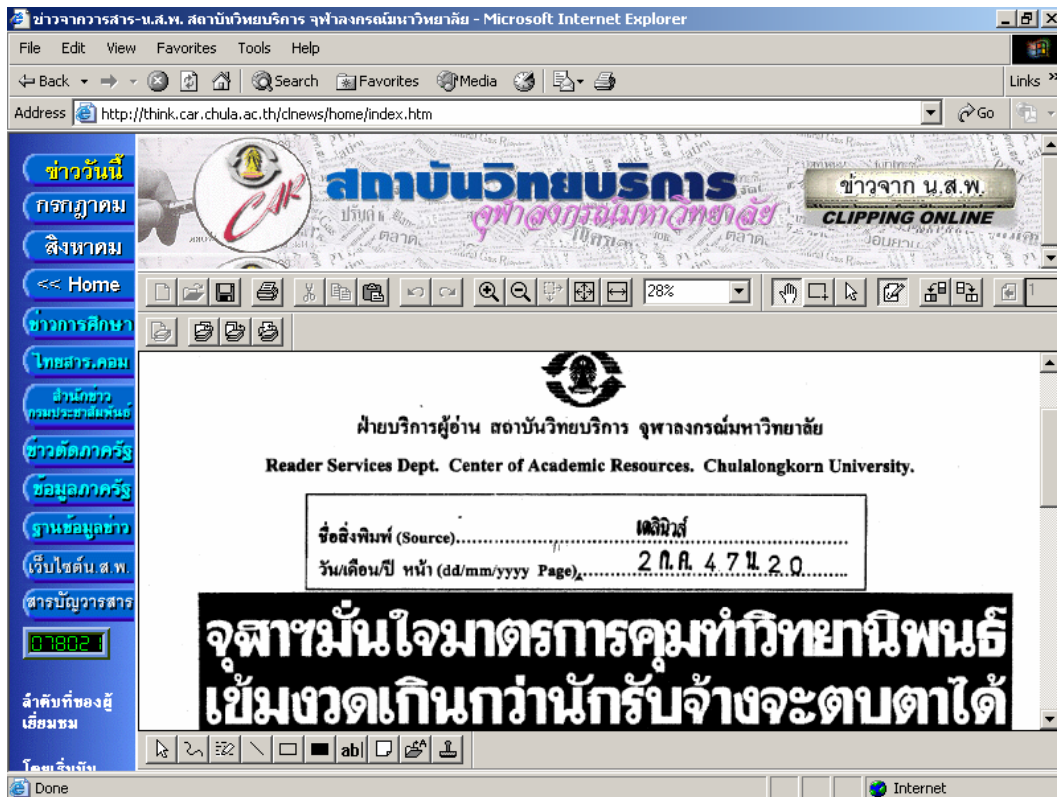 ข่าวจากวารสาร-น.ส.พ. สถาบันวิทยบริการ จุฬาลงกรณ์มหาวิทยาลัย - Microsoft Internet Explorer
File Edit View Favorites Tools Help
Back Search Favorites Media Links »
Address http://think.car.chula.ac.th/clnews/home/index.htm Go
ข่าววันนี้
กรกฎาคม
สิงหาคม
<< Home
ข่าวการศึกษา
ไทยสาร.คอม
สำนักข่าว
กรมประชาสัมพันธ์
ข่าวตัดภาครัฐ
ข้อมูลภาครัฐ
ฐานข้อมูลข่าว
เว็บไซต์น.ส.พ.
สารบัญวารสาร
078021
ลำดับที่ของผู้
เยี่ยมชม
โดยเริ่มนับ
CAR
สถาบันวิทยบริการ
จุฬาลงกรณ์มหาวิทยาลัย
ข่าวจาก น.ส.พ.
CLIPPING ONLINE
28%
1
ฝ่ายบริการผู้อ่าน สถาบันวิทยบริการ จุฬาลงกรณ์มหาวิทยาลัย
Reader Services Dept. Center of Academic Resources. Chulalongkorn University.
ชื่อสิ่งพิมพ์ (Source) เดลินิวส์
วัน/เดือน/ปี หน้า (dd/mm/yyyy Page) 2 ก.ค. 47 น. 20
จุฬาฯมั่นใจมาตรการคุมทำวิทยานิพนธ์
เข้มงวดเกินกว่านักรับจ้างจะตบตาได้
ab|
Done Internet